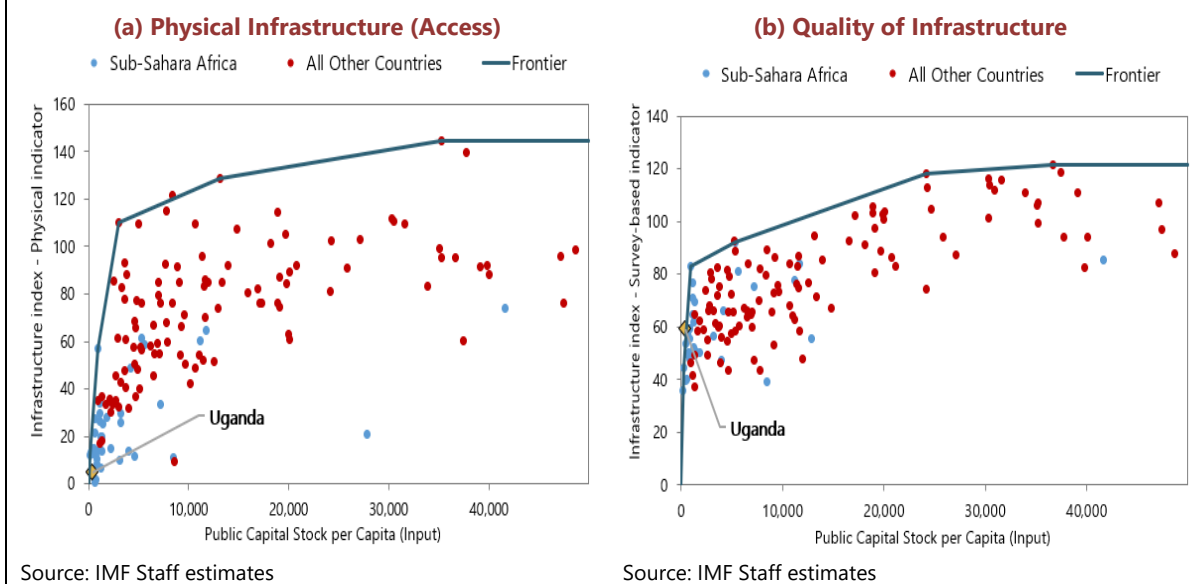 (a) Physical Infrastructure (Access)
Sub-Sahara Africa
All Other Countries
Frontier
Infrastructure index - Physical indicator
160
140
120
100
80
60
40
20
0
Uganda
0
10,000
20,000
30,000
40,000
Public Capital Stock per Capita (Input)
Source: IMF Staff estimates
(b) Quality of Infrastructure
Sub-Sahara Africa
All Other Countries
Frontier
Infrastructure index - Survey-based indicator
140
120
100
80
60
40
20
0
Uganda
0
10,000
20,000
30,000
40,000
Public Capital Stock per Capita (Input)
Source: IMF Staff estimates